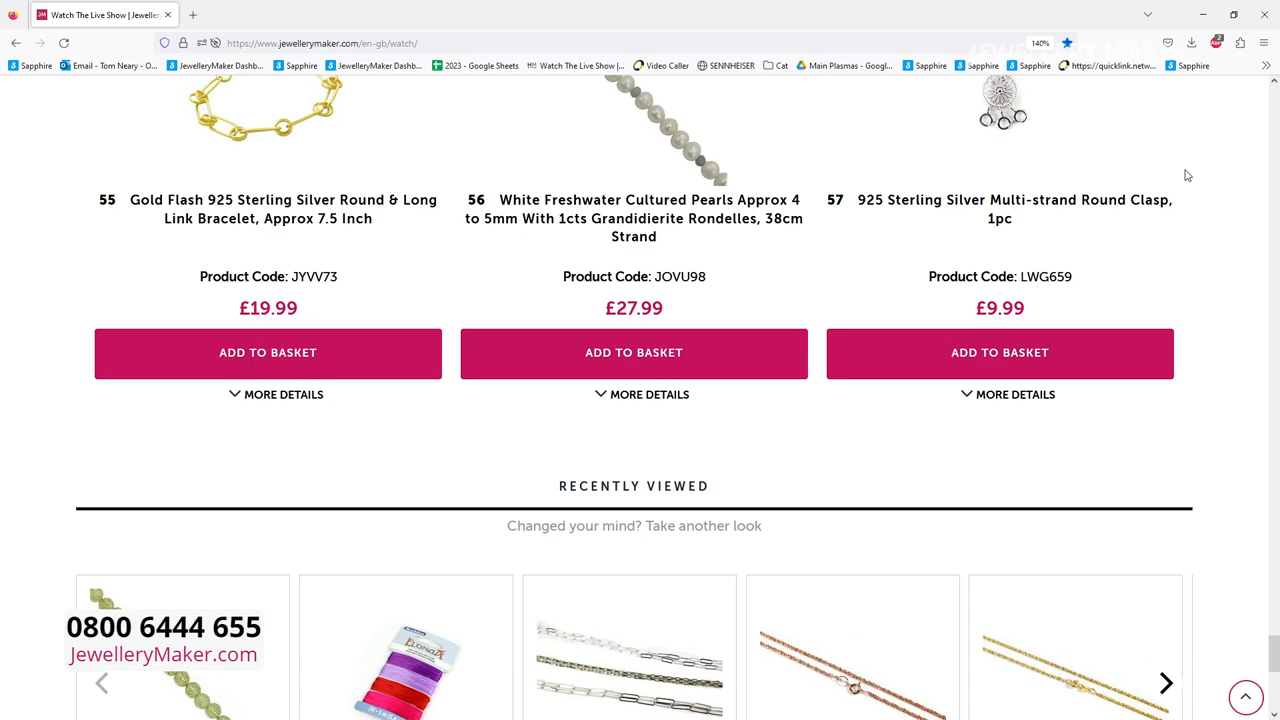 Watch The Live Show | Jeweller
https://www.jewellerymaker.com/en-gb/watch/
140%
2
Sapphire
Email - Tom Neary - O...
JewelleryMaker Dashb...
Sapphire
JewelleryMaker Dashb...
2023 - Google Sheets
Watch The Live Show |...
Video Caller
SENNHEISER
Cat
Main Plasmas - Googl...
Sapphire
Sapphire
Sapphire
https://quicklink.netw...
Sapphire
55 Gold Flash 925 Sterling Silver Round & Long
Link Bracelet, Approx 7.5 Inch
Product Code: JYVV73
£19.99
ADD TO BASKET
MORE DETAILS
56 White Freshwater Cultured Pearls Approx 4
to 5mm With 1cts Grandidierite Rondelles, 38cm
Strand
Product Code: JOVU98
£27.99
ADD TO BASKET
MORE DETAILS
57 925 Sterling Silver Multi-strand Round Clasp,
1pc
Product Code: LWG659
£9.99
ADD TO BASKET
MORE DETAILS
RECENTLY VIEWED
Changed your mind? Take another look
0800 6444 655
JewelleryMaker.com